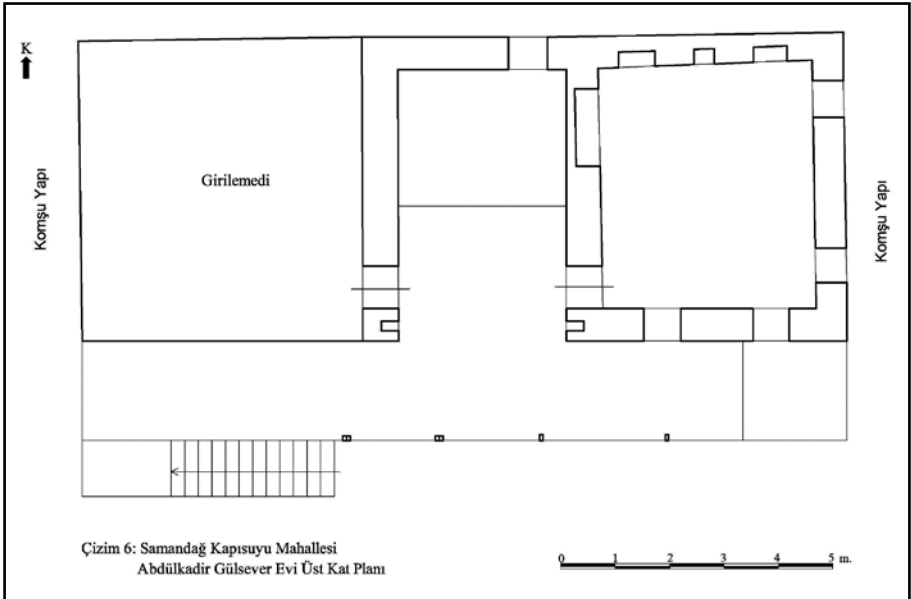 K
Komşu Yapı
Girilemedi
Komşu Yapı
Çizim 6: Samandağ Kapısuyu Mahallesi
Abdülkadir Gülsever Evi Üst Kat Planı
0 1 2 3 4 5 m.